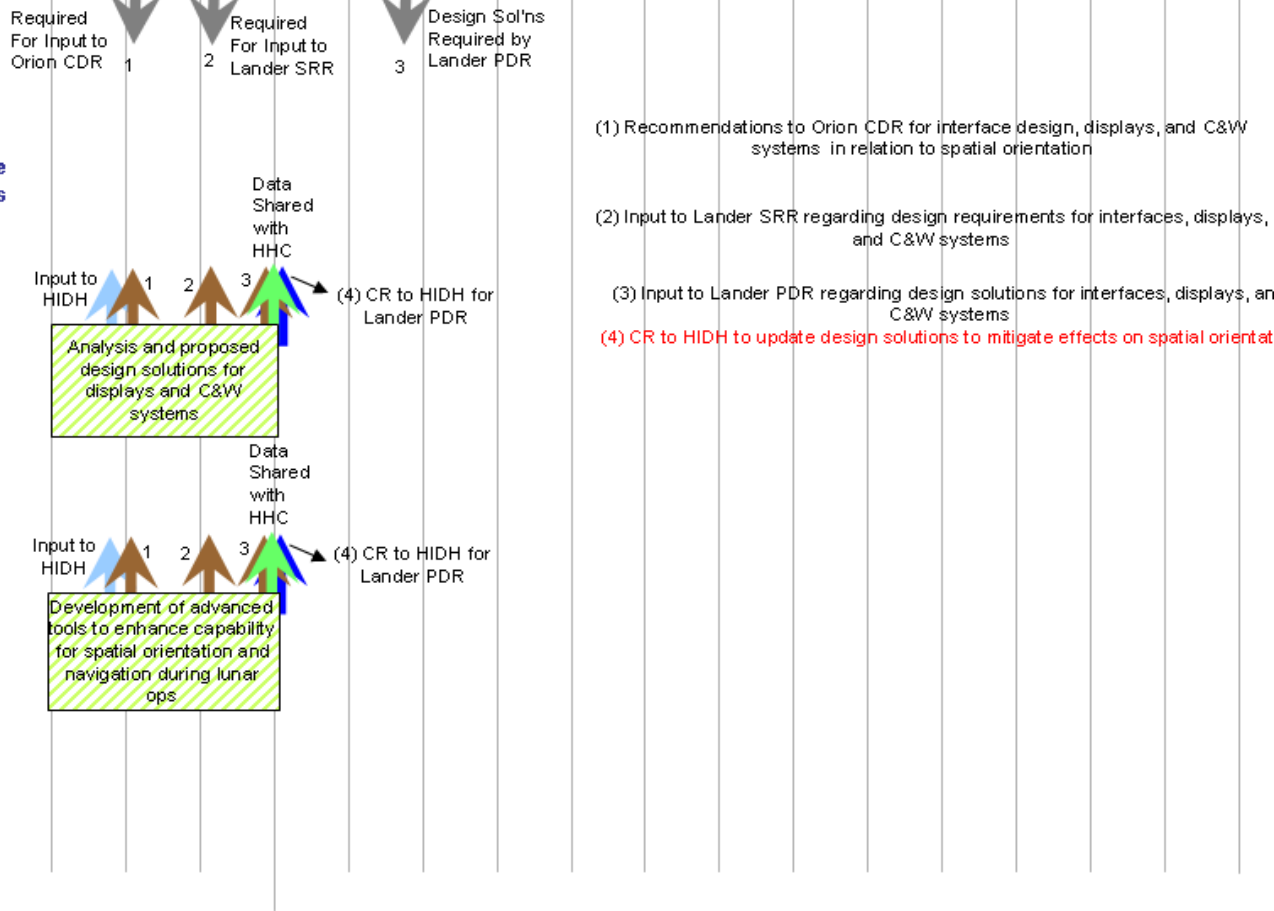 Required
For Input to
Orion CDR
1
2
Required
For Input to
Lander SRR
3
Design Sol'ns
Required by
Lander PDR
(1) Recommendations to Orion CDR for interface design, displays, and C&W
systems in relation to spatial orientation
(2) Input to Lander SRR regarding design requirements for interfaces, displays,
and C&W systems
(3) Input to Lander PDR regarding design solutions for interfaces, displays, an
C&W systems
(4) CR to HIDH to update design solutions to mitigate effects on spatial orientat
e
s
Data
Shared
with
HHC
Input to
HIDH
1
2
3
(4) CR to HIDH for
Lander PDR
Analysis and proposed
design solutions for
displays and C&W
systems
Data
Shared
with
HHC
Input to
HIDH
1
2
3
(4) CR to HIDH for
Lander PDR
Development of advanced
tools to enhance capability
for spatial orientation and
navigation during lunar
ops